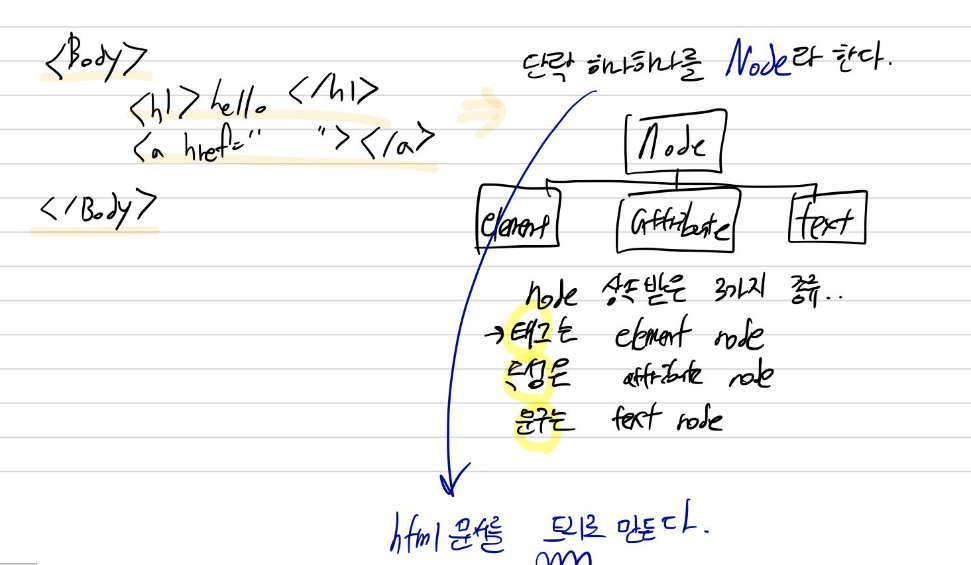 <Body>
<h1> hello </h1>
<a href=" "></a>
</Body>
단락 하나하나를 Node라 한다.
Node
element attribute text
node 상속받은 3가지 종류..
→ 태그는 element node
특성은 attribute node
문구는 text node
html 문서를 트리로 만든다.